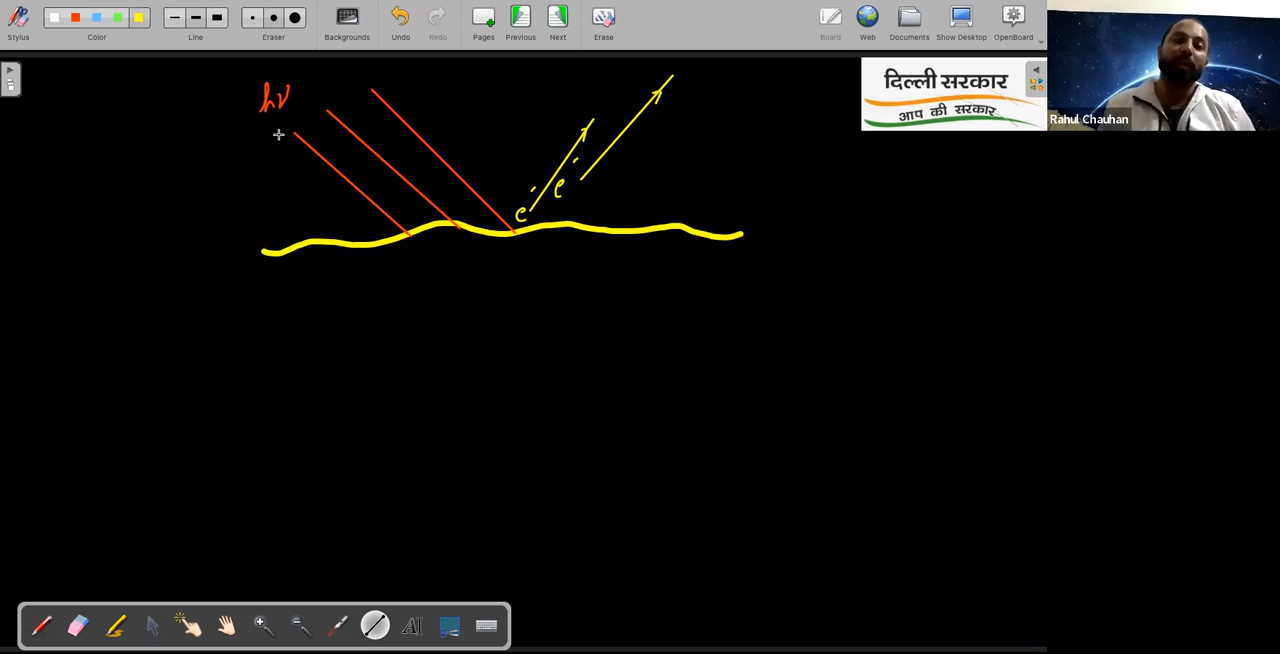 Stylus
Color
Line
Eraser
Backgrounds
Undo
Redo
Pages
Previous
Next
Erase
Board
Web
Documents
Show Desktop
OpenBoard
दिल्ली सरकार
आप की सरकार
Rahul Chauhan
hν
e⁻
e⁻
AI